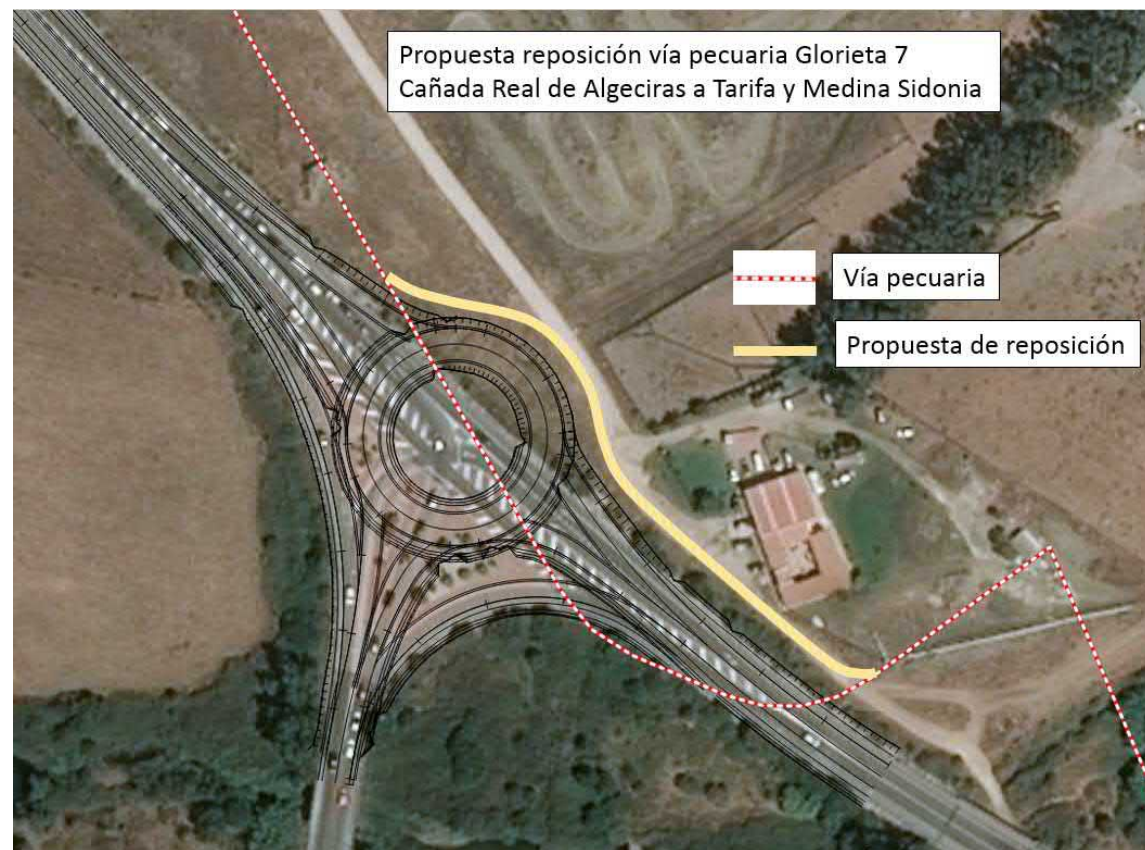 Propuesta reposición vía pecuaria Glorieta 7
Cañada Real de Algeciras a Tarifa y Medina Sidonia
Vía pecuaria
Propuesta de reposición